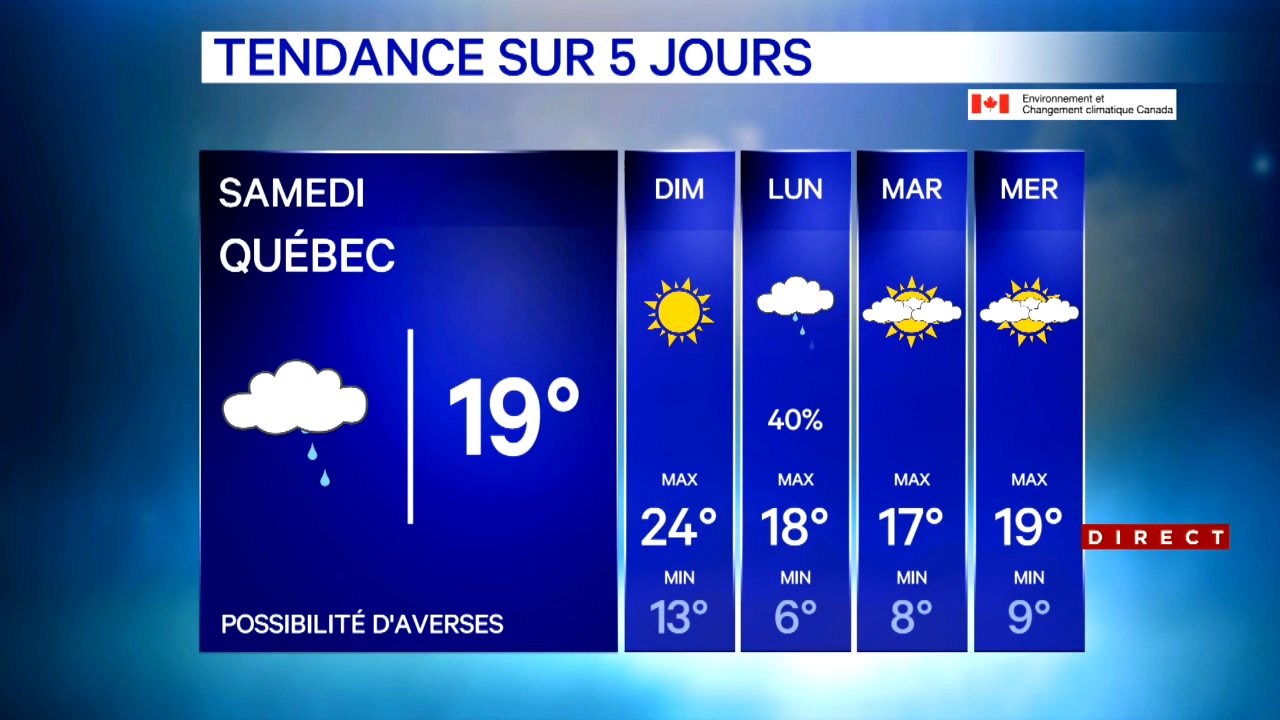 TENDANCE SUR 5 JOURS
Environnement et
Changement climatique Canada
SAMEDI
QUÉBEC
19°
POSSIBILITÉ D'AVERSES
DIM
MAX
24°
MIN
13°
LUN
40%
MAX
18°
MIN
6°
MAR
MAX
17°
MIN
8°
MER
MAX
19°
MIN
9°
DIRECT